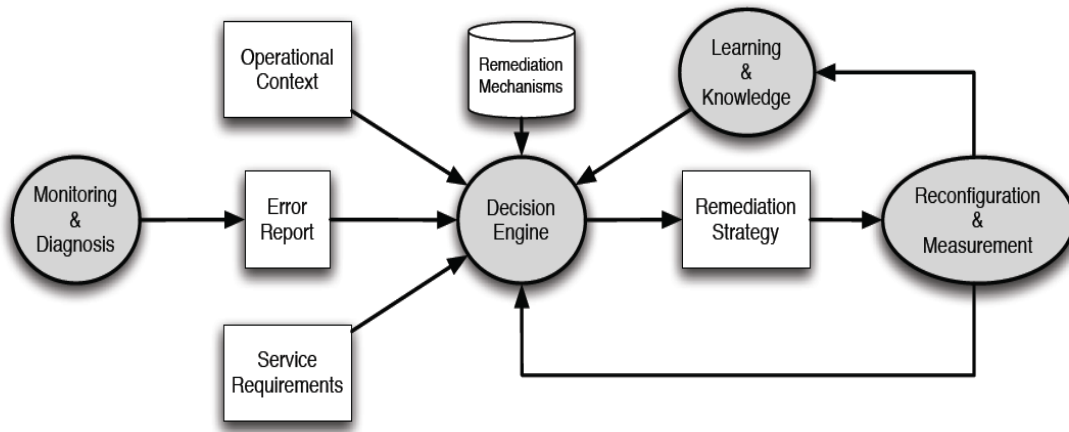 Operational
Context
Remediation
Mechanisms
Learning
&
Knowledge
Monitoring
&
Diagnosis
Error
Report
Decision
Engine
Remediation
Strategy
Reconfiguration
&
Measurement
Service
Requirements